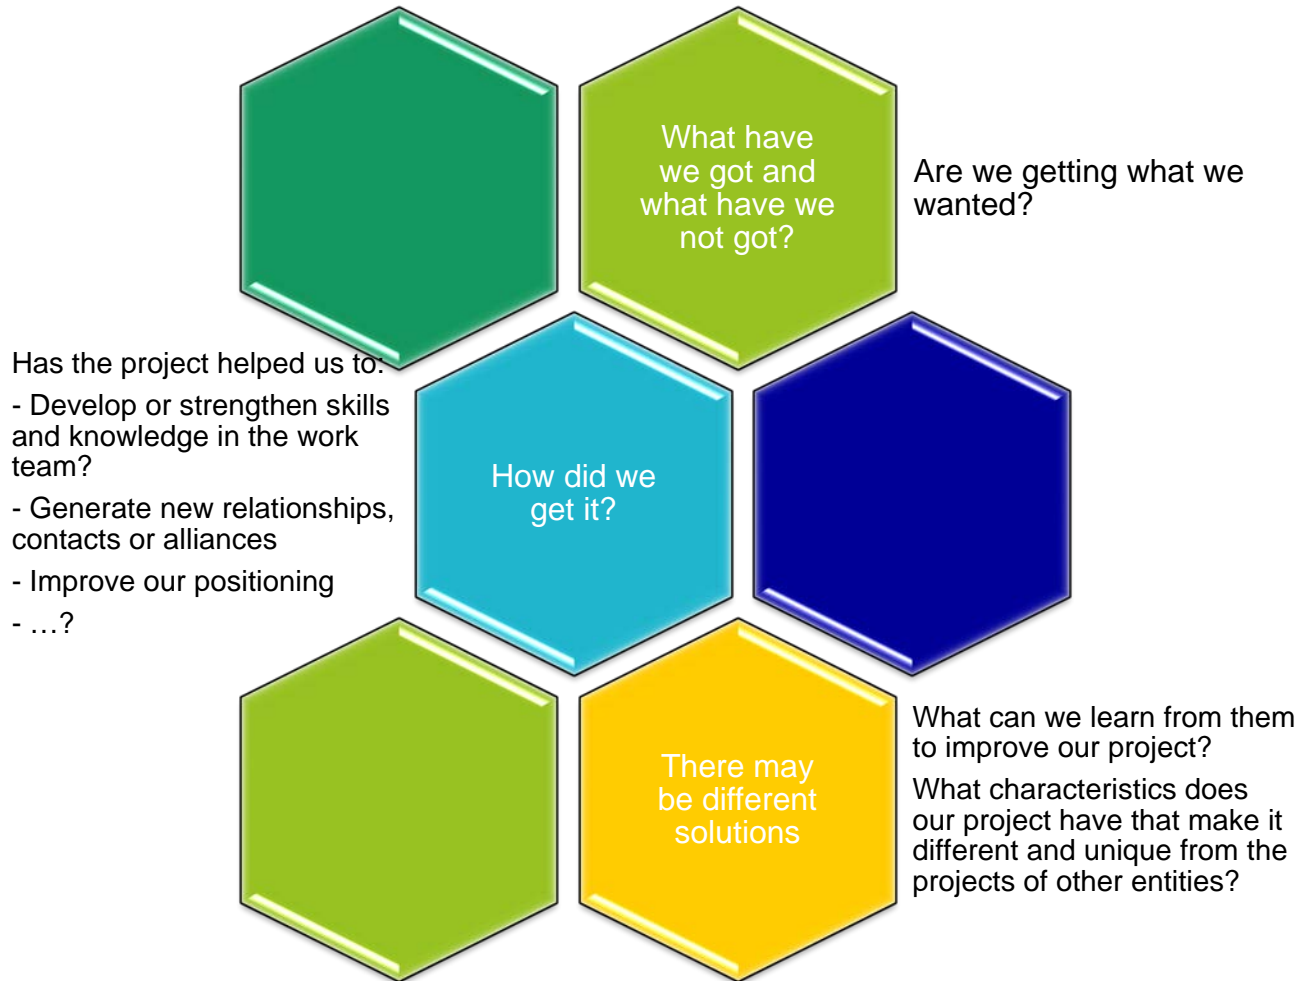 What have
we got and
what have we
not got?
Are we getting what we
wanted?
Has the project helped us to:
- Develop or strengthen skills
and knowledge in the work
team?
- Generate new relationships,
contacts or alliances
- Improve our positioning
- …?
How did we
get it?
There may
be different
solutions
What can we learn from them
to improve our project?
What characteristics does
our project have that make it
different and unique from the
projects of other entities?